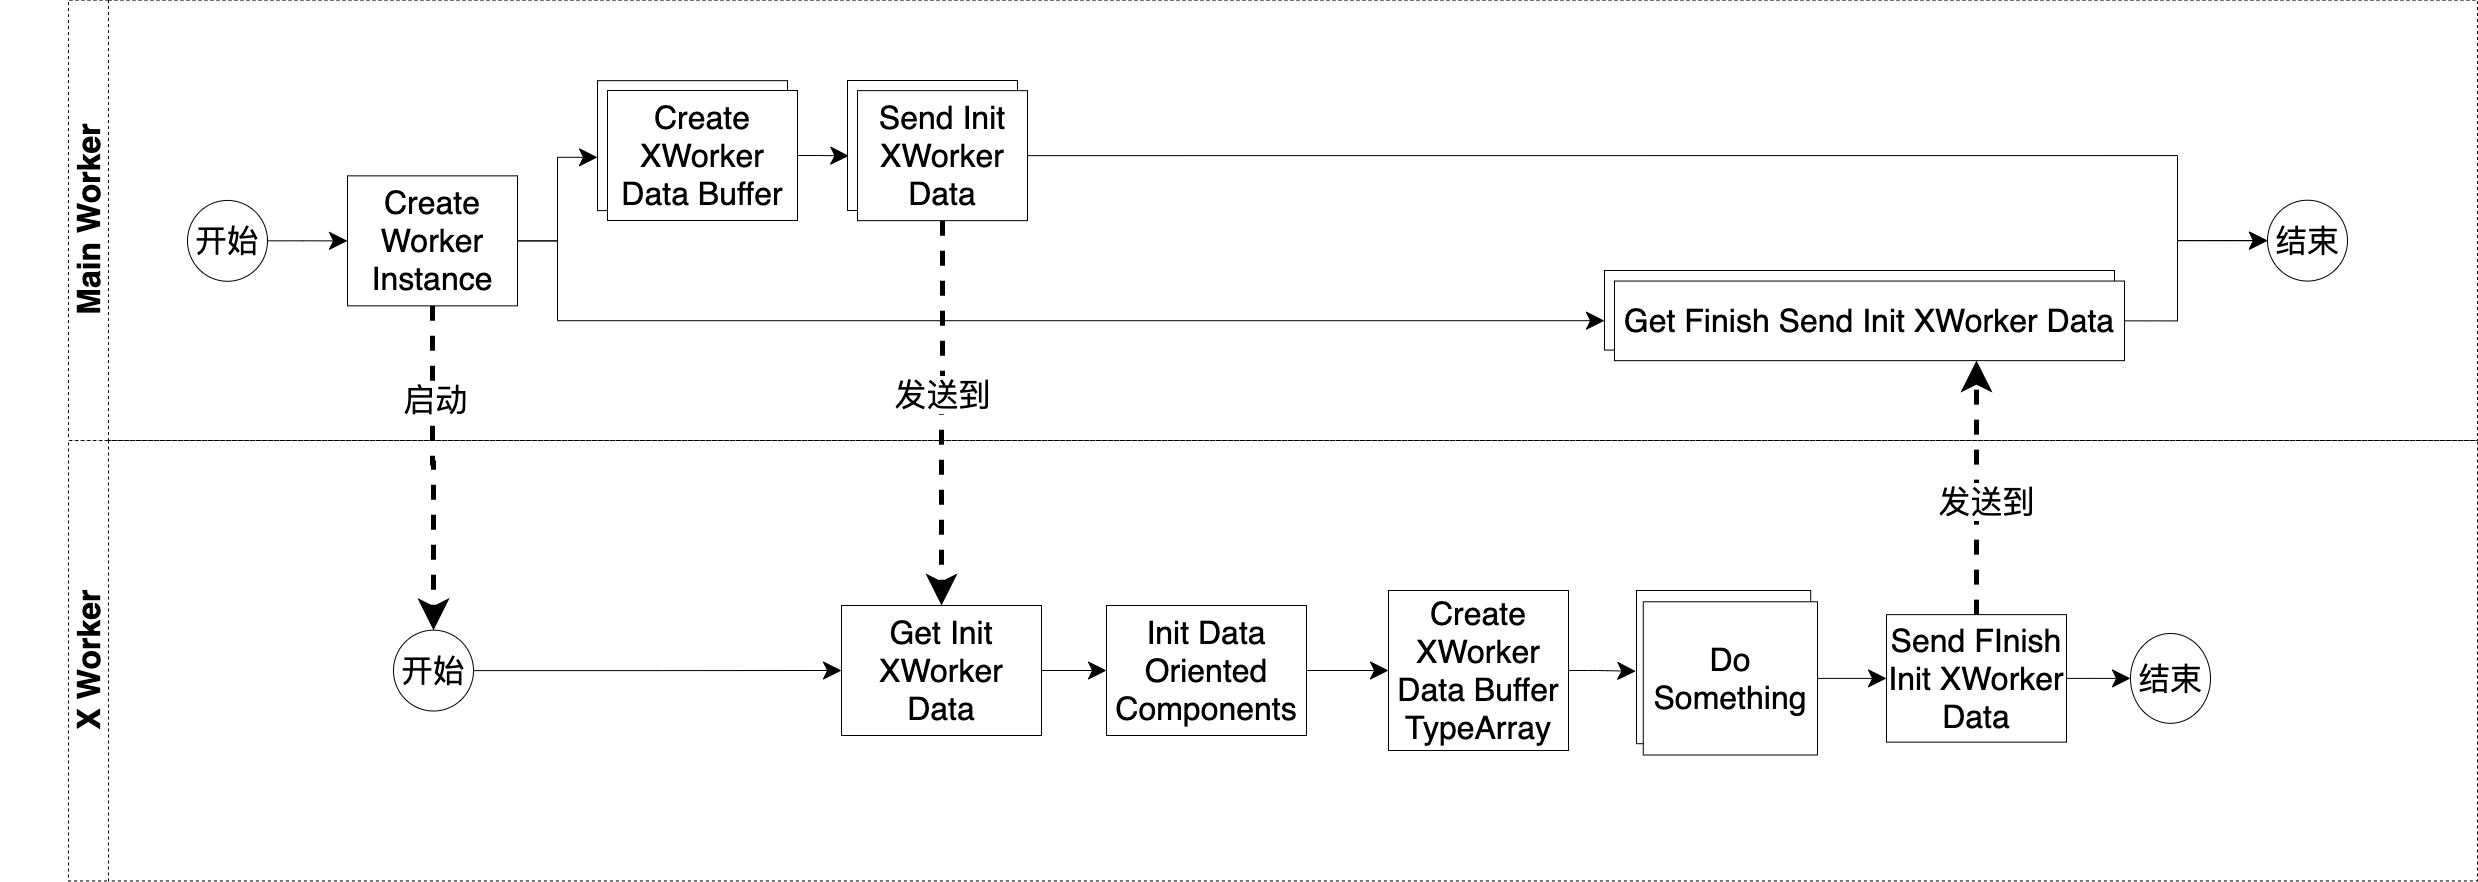 Main Worker
开始
Create
Worker
Instance
Create
XWorker
Data Buffer
Send Init
XWorker
Data
Get Finish Send Init XWorker Data
结束
启动
发送到
发送到
X Worker
开始
Get Init
XWorker
Data
Init Data
Oriented
Components
Create
XWorker
Data Buffer
TypeArray
Do
Something
Send FInish
Init XWorker
Data
结束